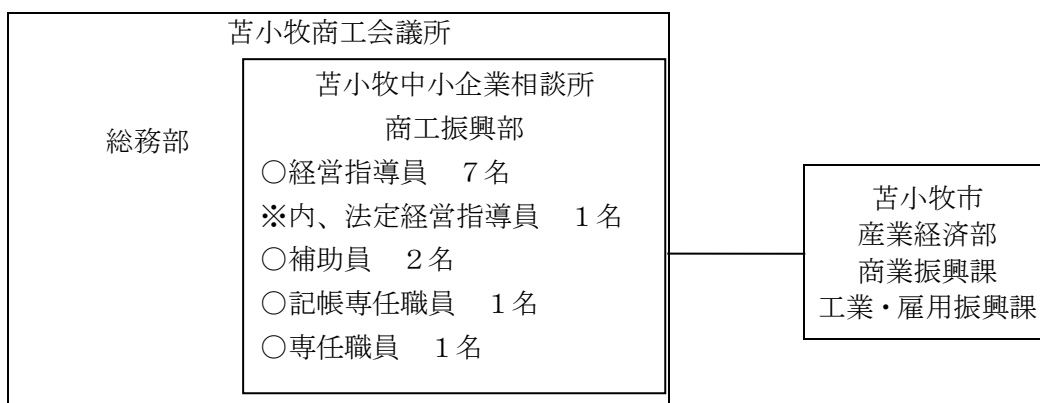 苫小牧商工会議所
総務部
苫小牧中小企業相談所
商工振興部
○経営指導員　７名
※内、法定経営指導員　１名
○補助員　２名
○記帳専任職員　１名
○専任職員　１名
苫小牧市
産業経済部
商業振興課
工業・雇用振興課